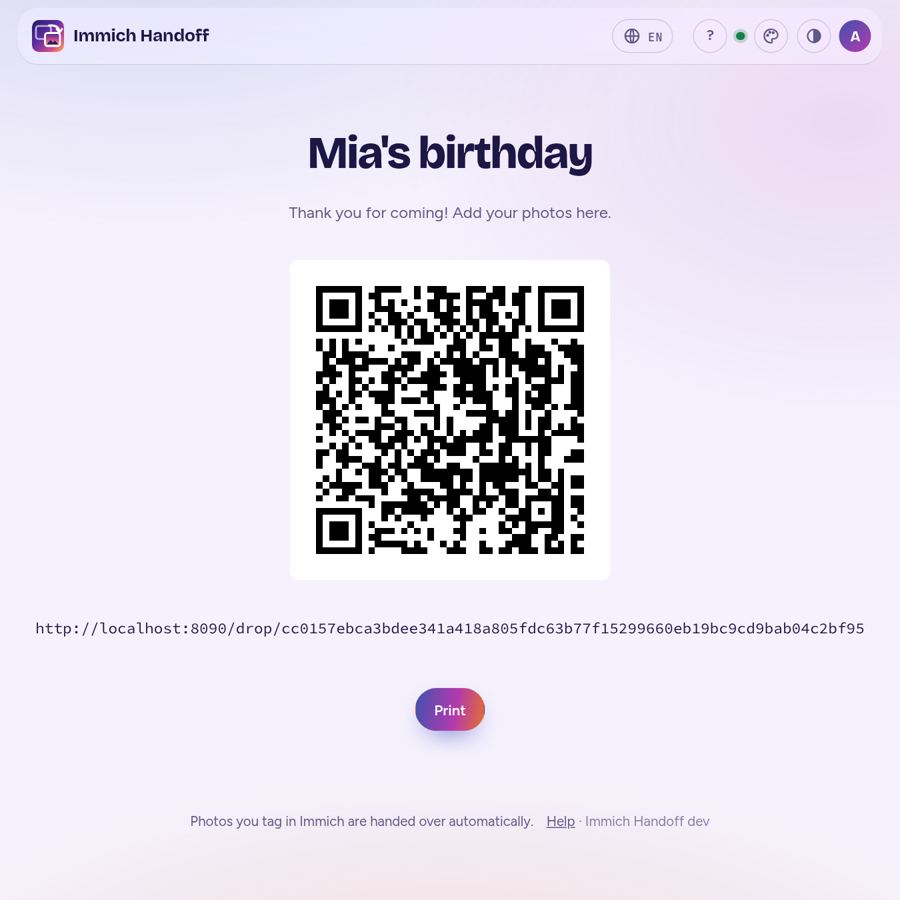 Immich Handoff
EN
?
A
Mia's birthday
Thank you for coming! Add your photos here.
http://localhost:8090/drop/cc0157ebca3bdee341a418a805fdc63b77f15299660eb19bc9cd9bab04c2bf95
Print
Photos you tag in Immich are handed over automatically. Help · Immich Handoff dev